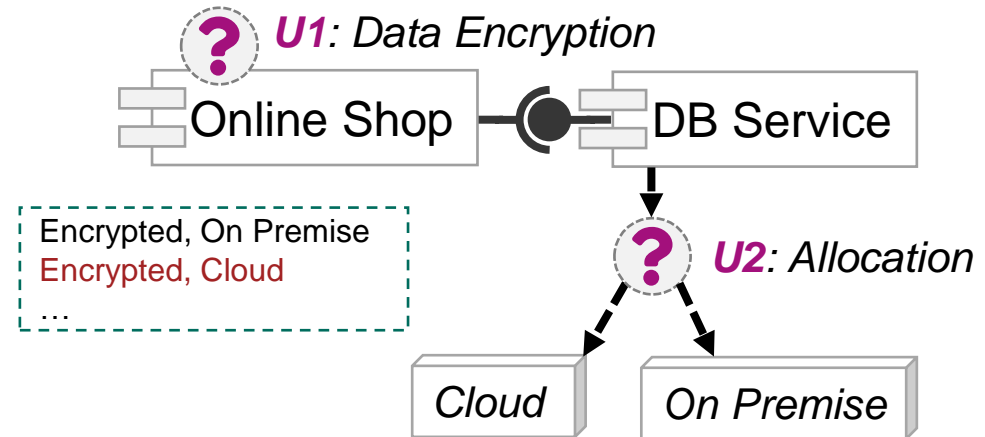 ? U1: Data Encryption
Online Shop
DB Service
Encrypted, On Premise
Encrypted, Cloud
…
? U2: Allocation
Cloud
On Premise